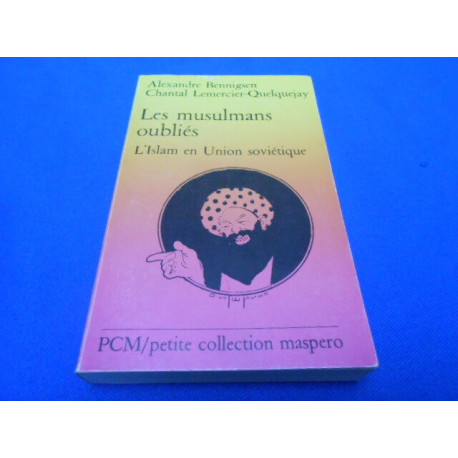 Alexandre Bennigsen
Chantal Lemercier-Quelquejay
Les musulmans
oubliés
L'Islam en Union soviétique
PCM/petite collection maspero